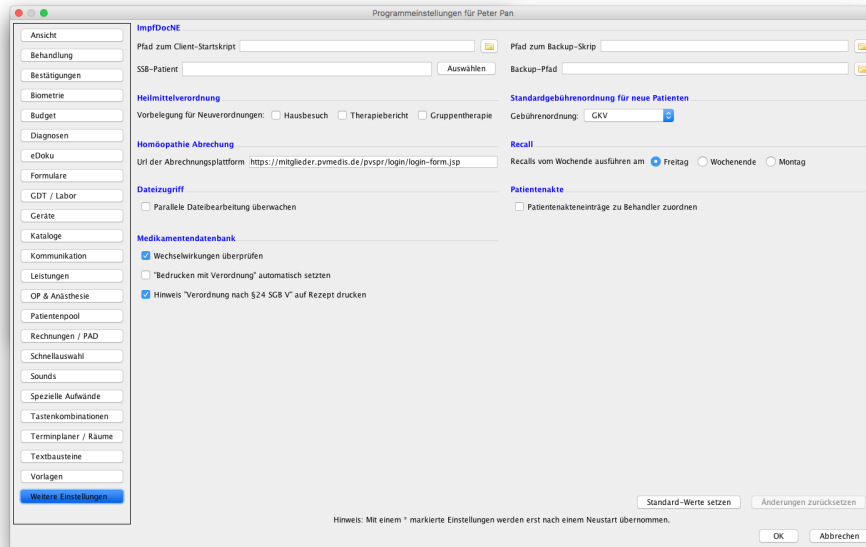 Programmeinstellungen für Peter Pan
Ansicht
Behandlung
Bestätigungen
Biometrie
Budget
Diagnosen
eDoku
Formulare
GDT / Labor
Geräte
Kataloge
Kommunikation
Leistungen
OP & Anästhesie
Patientenpool
Rechnungen / PAD
Schnellauswahl
Sounds
Spezielle Aufwände
Tastenkombinationen
Terminplaner / Räume
Textbausteine
Vorlagen
Weitere Einstellungen
ImpfDocNE
Pfad zum Client-Startskript
Pfad zum Backup-Skrip
SSB-Patient Auswählen
Backup-Pfad
Heilmittelverordnung
Vorbelegung für Neuverordnungen: Hausbesuch Therapiebericht Gruppentherapie
Standardgebührenordnung für neue Patienten
Gebührenordnung: GKV
Homöopathie Abrechung
Url der Abrechnungsplattform https://mitglieder.pvmedis.de/pvspr/login/login-form.jsp
Recall
Recalls vom Wochende ausführen am Freitag Wochenende Montag
Dateizugriff
Parallele Dateibearbeitung überwachen
Patientenakte
Patientenakteneinträge zu Behandler zuordnen
Medikamentendatenbank
Wechselwirkungen überprüfen
"Bedrucken mit Verordnung" automatisch setzten
Hinweis "Verordnung nach §24 SGB V" auf Rezept drucken
Standard-Werte setzen Änderungen zurücksetzen
Hinweis: Mit einem * markierte Einstellungen werden erst nach einem Neustart übernommen.
OK Abbrechen